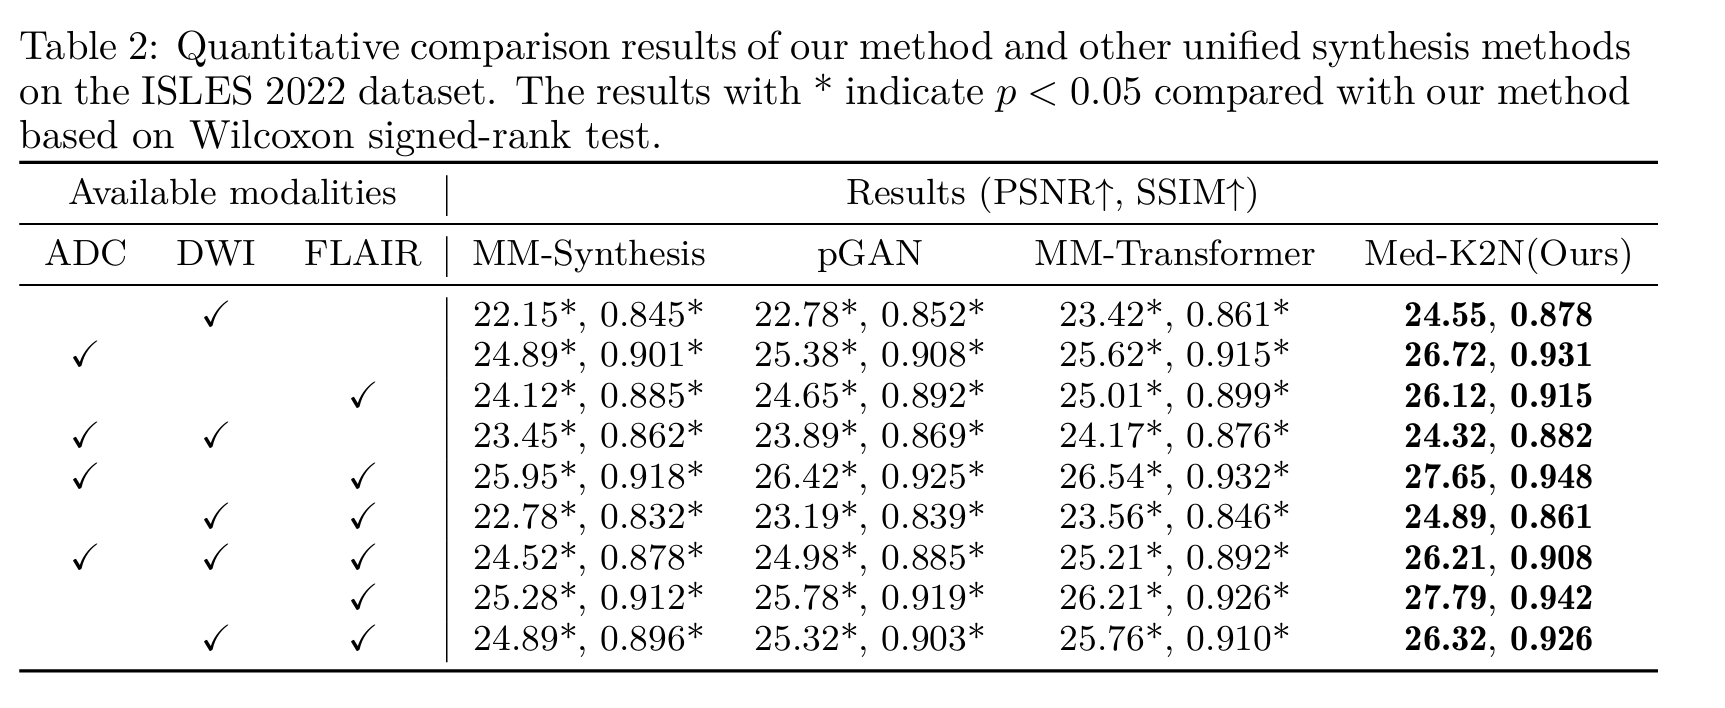 Table 2: Quantitative comparison results of our method and other unified synthesis methods
on the ISLES 2022 dataset. The results with * indicate p < 0.05 compared with our method
based on Wilcoxon signed-rank test.
Available modalities | Results (PSNR↑, SSIM↑)
ADC DWI FLAIR | MM-Synthesis pGAN MM-Transformer Med-K2N(Ours)
✓ 22.15*, 0.845* 22.78*, 0.852* 23.42*, 0.861* 24.55, 0.878
✓ 24.89*, 0.901* 25.38*, 0.908* 25.62*, 0.915* 26.72, 0.931
✓ 24.12*, 0.885* 24.65*, 0.892* 25.01*, 0.899* 26.12, 0.915
✓ ✓ 23.45*, 0.862* 23.89*, 0.869* 24.17*, 0.876* 24.32, 0.882
✓ ✓ 25.95*, 0.918* 26.42*, 0.925* 26.54*, 0.932* 27.65, 0.948
✓ ✓ 22.78*, 0.832* 23.19*, 0.839* 23.56*, 0.846* 24.89, 0.861
✓ ✓ ✓ 24.52*, 0.878* 24.98*, 0.885* 25.21*, 0.892* 26.21, 0.908
✓ 25.28*, 0.912* 25.78*, 0.919* 26.21*, 0.926* 27.79, 0.942
✓ ✓ 24.89*, 0.896* 25.32*, 0.903* 25.76*, 0.910* 26.32, 0.926